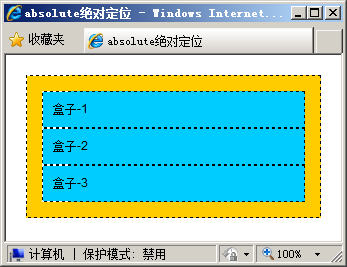 absolute绝对定位 - Windows Internet...
收藏夹
absolute绝对定位
盒子-1
盒子-2
盒子-3
计算机 | 保护模式: 禁用
100%